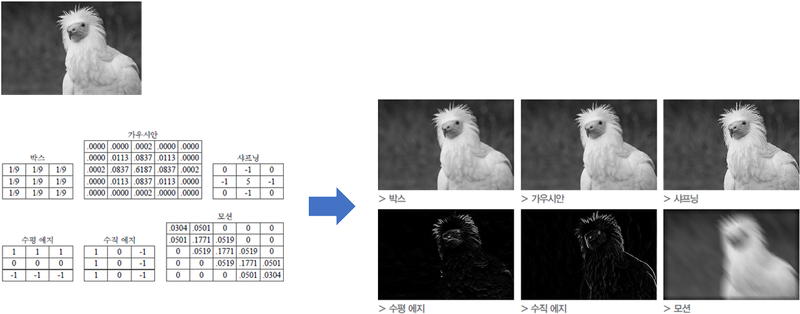 가우시안
.0000 .0000 .0002 .0000 .0000
.0000 .0113 .0837 .0113 .0000
.0002 .0837 .6187 .0837 .0002
.0000 .0113 .0837 .0113 .0000
.0000 .0000 .0002 .0000 .0000
박스
1/9 1/9 1/9
1/9 1/9 1/9
1/9 1/9 1/9
샤프닝
0 -1 0
-1 5 -1
0 -1 0
수평 에지
1 1 1
0 0 0
-1 -1 -1
수직 에지
1 0 -1
1 0 -1
1 0 -1
모션
.0304 .0501 0 0 0
.0501 .1771 .0519 0 0
0 .0519 .1771 .0519 0
0 0 .0519 .1771 .0501
0 0 0 .0501 .0304
> 박스
> 가우시안
> 샤프닝
> 수평 에지
> 수직 에지
> 모션